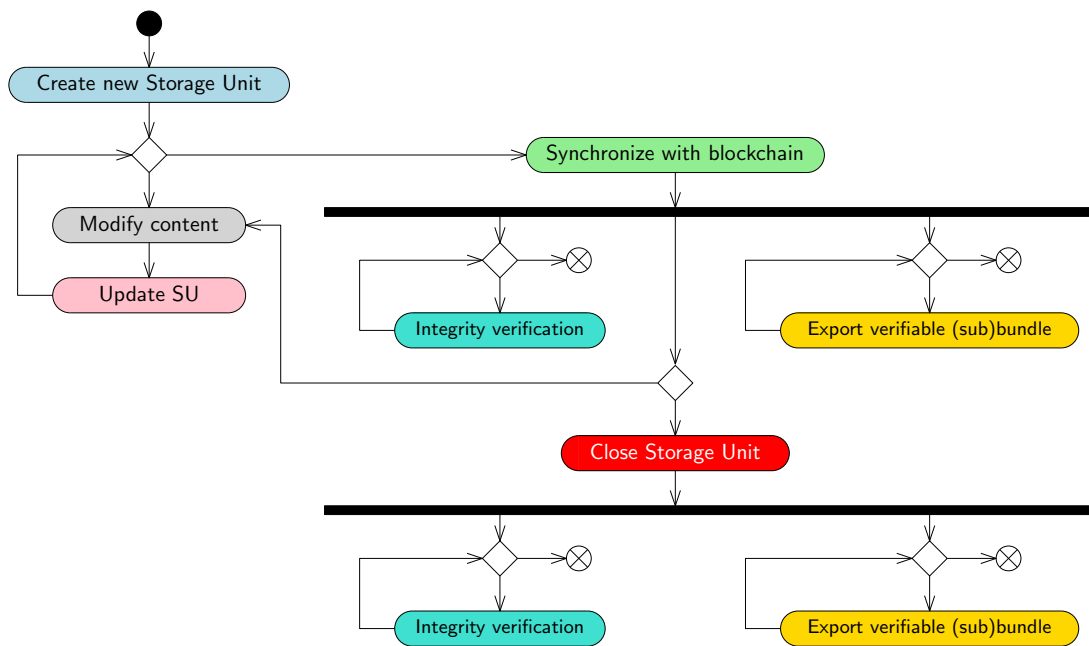 Create new Storage Unit
Synchronize with blockchain
Modify content
Update SU
Integrity verification
Export verifiable (sub)bundle
Close Storage Unit
Integrity verification
Export verifiable (sub)bundle